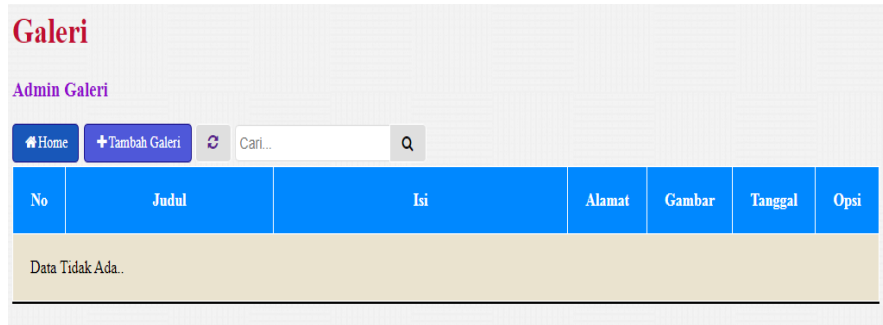 Galeri
Admin Galeri
Home Tambah Galeri Cari...
No Judul Isi Alamat Gambar Tanggal Opsi
Data Tidak Ada..